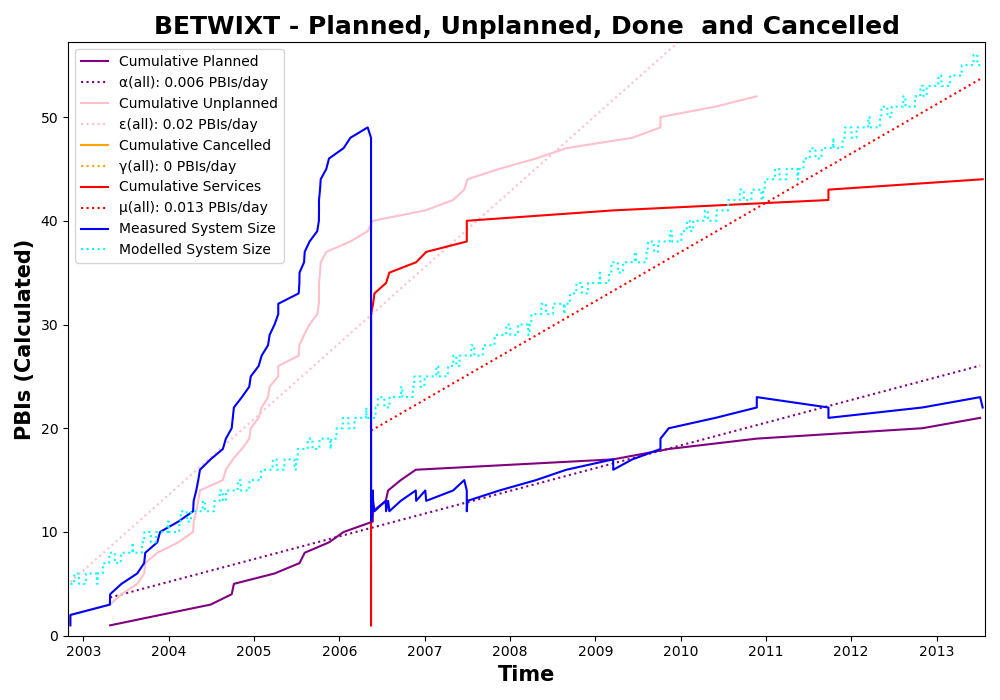 BETWIXT - Planned, Unplanned, Done  and Cancelled
Cumulative Planned
α(all): 0.006 PBIs/day
Cumulative Unplanned
ε(all): 0.02 PBIs/day
Cumulative Cancelled
γ(all): 0 PBIs/day
Cumulative Services
μ(all): 0.013 PBIs/day
Measured System Size
Modelled System Size
PBIs (Calculated)
50
40
30
20
10
0
2003 2004 2005 2006 2007 2008 2009 2010 2011 2012 2013
Time